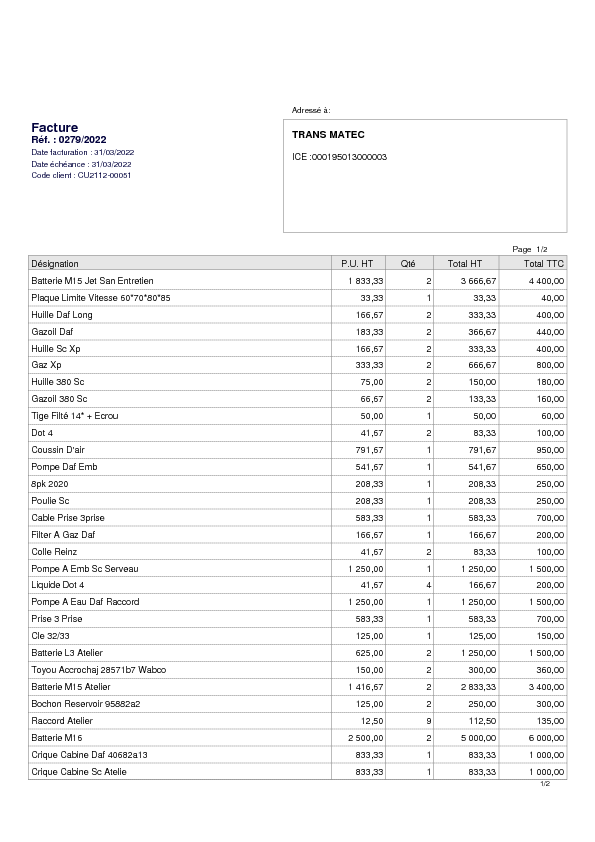 Adressé à:
Facture
Réf. : 0279/2022
Date facturation : 31/03/2022
Date échéance : 31/03/2022
Code client : CU2112-00051
TRANS MATEC
ICE :000195013000003
Page 1/2
Désignation P.U. HT Qté Total HT Total TTC
Batterie M15 Jet San Entretien 1 833,33 2 3 666,67 4 400,00
Plaque Limite Vitesse 60*70*80*85 33,33 1 33,33 40,00
Huille Daf Long 166,67 2 333,33 400,00
Gazoil Daf 183,33 2 366,67 440,00
Huille Sc Xp 166,67 2 333,33 400,00
Gaz Xp 333,33 2 666,67 800,00
Huille 380 Sc 75,00 2 150,00 180,00
Gazoil 380 Sc 66,67 2 133,33 160,00
Tige Filté 14* + Ecrou 50,00 1 50,00 60,00
Dot 4 41,67 2 83,33 100,00
Coussin D'air 791,67 1 791,67 950,00
Pompe Daf Emb 541,67 1 541,67 650,00
8pk 2020 208,33 1 208,33 250,00
Poulie Sc 208,33 1 208,33 250,00
Cable Prise 3prise 583,33 1 583,33 700,00
Filter A Gaz Daf 166,67 1 166,67 200,00
Colle Reinz 41,67 2 83,33 100,00
Pompe A Emb Sc Serveau 1 250,00 1 1 250,00 1 500,00
Liquide Dot 4 41,67 4 166,67 200,00
Pompe A Eau Daf Raccord 1 250,00 1 1 250,00 1 500,00
Prise 3 Prise 583,33 1 583,33 700,00
Cle 32/33 125,00 1 125,00 150,00
Batterie L3 Atelier 625,00 2 1 250,00 1 500,00
Toyou Accrochaj 28571b7 Wabco 150,00 2 300,00 360,00
Batterie M15 Atelier 1 416,67 2 2 833,33 3 400,00
Bochon Reservoir 95882a2 125,00 2 250,00 300,00
Raccord Atelier 12,50 9 112,50 135,00
Batterie M16 2 500,00 2 5 000,00 6 000,00
Crique Cabine Daf 40682a13 833,33 1 833,33 1 000,00
Crique Cabine Sc Atelie 833,33 1 833,33 1 000,00
1/2